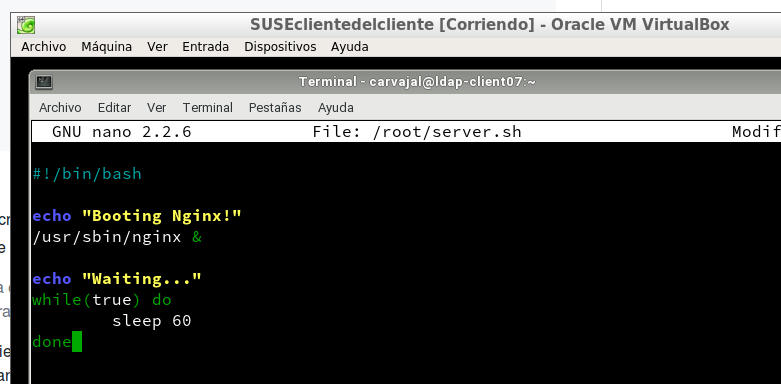 SUSEclientedelcliente [Corriendo] - Oracle VM VirtualBox
Archivo Máquina Ver Entrada Dispositivos Ayuda
Terminal - carvajal@ldap-client07:~
Archivo Editar Ver Terminal Pestañas Ayuda
GNU nano 2.2.6 File: /root/server.sh Modif
#!/bin/bash
echo "Booting Nginx!"
/usr/sbin/nginx &
echo "Waiting..."
while(true) do
sleep 60
done